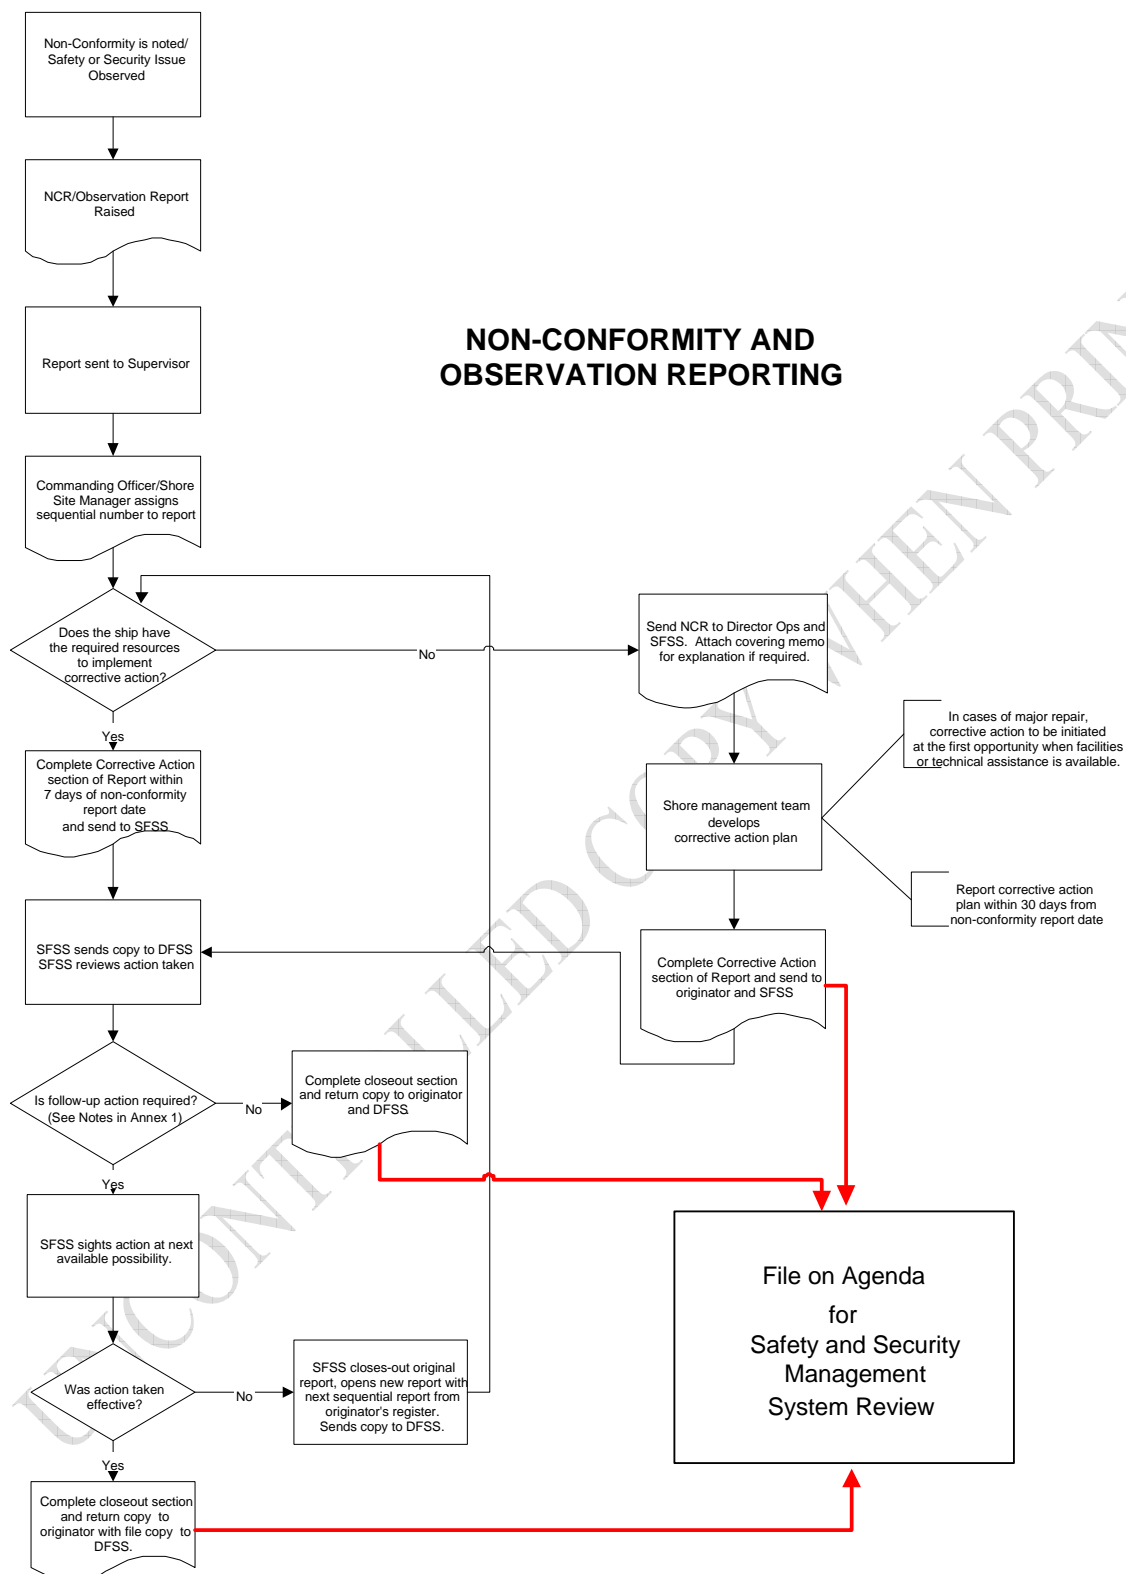 Non-Conformity is noted/
Safety or Security Issue
Observed
NCR/Observation Report
Raised
Report sent to Supervisor
NON-CONFORMITY AND
OBSERVATION REPORTING
Commanding Officer/Shore
Site Manager assigns
sequential number to report
Does the ship have
the required resources
to implement
corrective action?
No
Send NCR to Director Ops and
SFSS. Attach covering memo
for explanation if required.
Yes
In cases of major repair,
corrective action to be initiated
at the first opportunity when facilities
or technical assistance is available.
Complete Corrective Action
section of Report within
7 days of non-conformity
report date
and send to SFSS
Shore management team
develops
corrective action plan
Report corrective action
plan within 30 days from
non-conformity report date
SFSS sends copy to DFSS
SFSS reviews action taken
Complete Corrective Action
section of Report and send to
originator and SFSS
Is follow-up action required?
(See Notes in Annex 1)
No
Complete closeout section
and return copy to originator
and DFSS.
Yes
SFSS sights action at next
available possibility.
File on Agenda
for
Safety and Security
Management
System Review
Was action taken
effective?
No
SFSS closes-out original
report, opens new report with
next sequential report from
originator's register.
Sends copy to DFSS.
Yes
Complete closeout section
and return copy to
originator with file copy to
DFSS.
UNCONTROLLED COPY WHEN PRIN